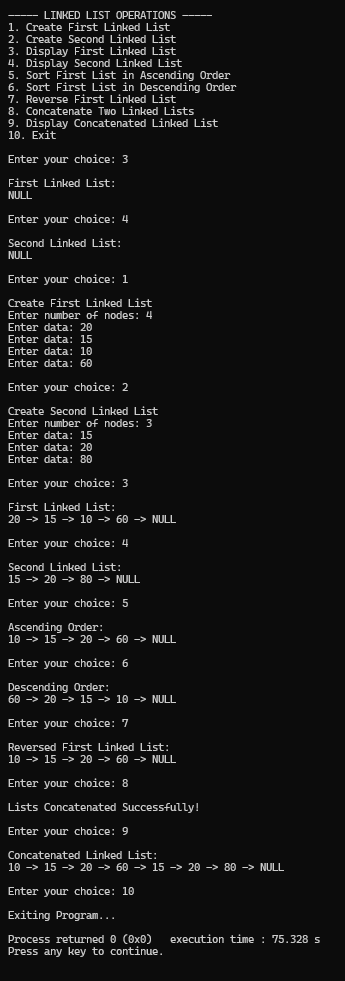 ----- LINKED LIST OPERATIONS -----
1. Create First Linked List
2. Create Second Linked List
3. Display First Linked List
4. Display Second Linked List
5. Sort First List in Ascending Order
6. Sort First List in Descending Order
7. Reverse First Linked List
8. Concatenate Two Linked Lists
9. Display Concatenated Linked List
10. Exit
Enter your choice: 3
First Linked List:
NULL
Enter your choice: 4
Second Linked List:
NULL
Enter your choice: 1
Create First Linked List
Enter number of nodes: 4
Enter data: 20
Enter data: 15
Enter data: 10
Enter data: 60
Enter your choice: 2
Create Second Linked List
Enter number of nodes: 3
Enter data: 15
Enter data: 20
Enter data: 80
Enter your choice: 3
First Linked List:
20 -> 15 -> 10 -> 60 -> NULL
Enter your choice: 4
Second Linked List:
15 -> 20 -> 80 -> NULL
Enter your choice: 5
Ascending Order:
10 -> 15 -> 20 -> 60 -> NULL
Enter your choice: 6
Descending Order:
60 -> 20 -> 15 -> 10 -> NULL
Enter your choice: 7
Reversed First Linked List:
10 -> 15 -> 20 -> 60 -> NULL
Enter your choice: 8
Lists Concatenated Successfully!
Enter your choice: 9
Concatenated Linked List:
10 -> 15 -> 20 -> 60 -> 15 -> 20 -> 80 -> NULL
Enter your choice: 10
Exiting Program...
Process returned 0 (0x0)   execution time : 75.328 s
Press any key to continue.